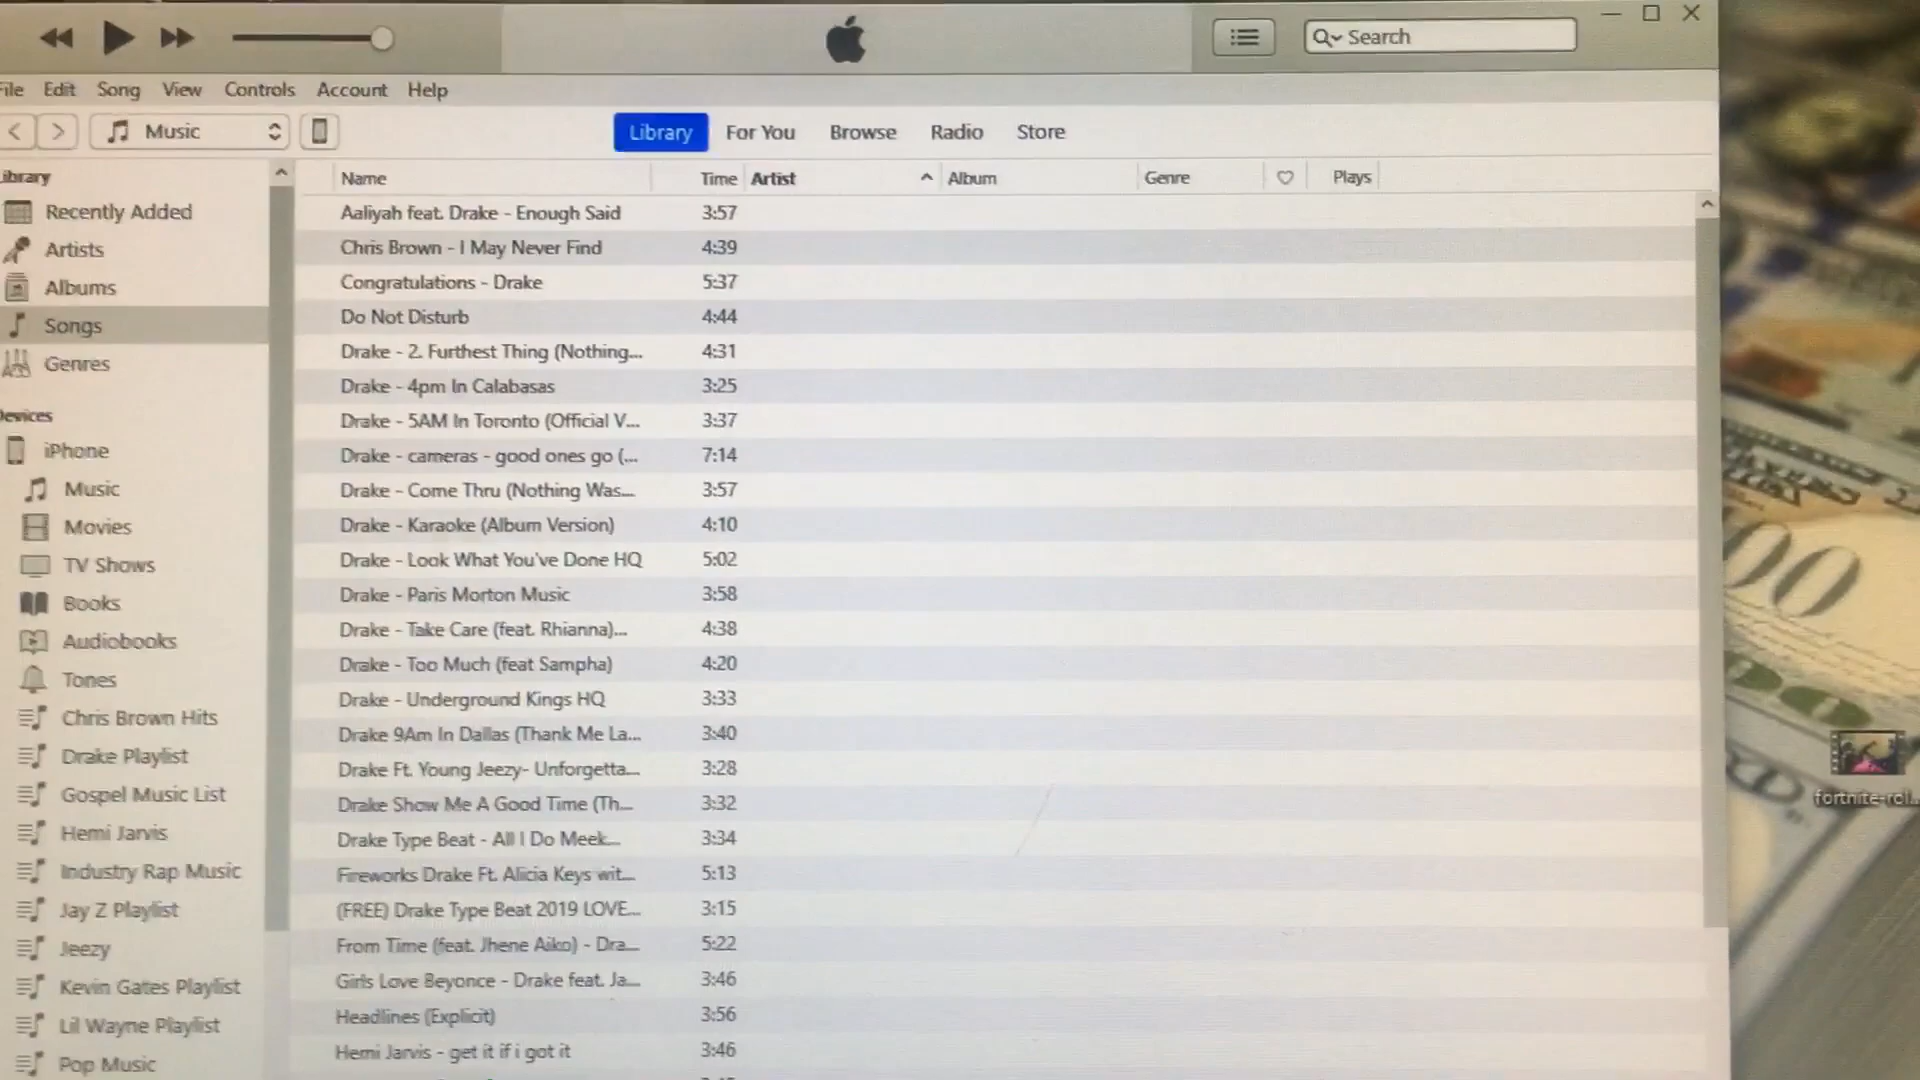 Search
File Edit Song View Controls Account Help
Music
Library For You Browse Radio Store
Library
Name Time Artist Album Genre Plays
Recently Added
Artists
Albums
Songs
Genres
Devices
iPhone
Music
Movies
TV Shows
Books
Audiobooks
Tones
Chris Brown Hits
Drake Playlist
Gospel Music List
Hemi Jarvis
Industry Rap Music
Jay Z Playlist
Jeezy
Kevin Gates Playlist
Lil Wayne Playlist
Pop Music
Aaliyah feat. Drake - Enough Said 3:57
Chris Brown - I May Never Find 4:39
Congratulations - Drake 5:37
Do Not Disturb 4:44
Drake - 2. Furthest Thing (Nothing... 4:31
Drake - 4pm In Calabasas 3:25
Drake - 5AM In Toronto (Official V... 3:37
Drake - cameras - good ones go (... 7:14
Drake - Come Thru (Nothing Was... 3:57
Drake - Karaoke (Album Version) 4:10
Drake - Look What You've Done HQ 5:02
Drake - Paris Morton Music 3:58
Drake - Take Care (feat. Rhianna)... 4:38
Drake - Too Much (feat Sampha) 4:20
Drake - Underground Kings HQ 3:33
Drake 9Am In Dallas (Thank Me La... 3:40
Drake Ft. Young Jeezy- Unforgetta... 3:28
Drake Show Me A Good Time (Th... 3:32
Drake Type Beat - All I Do Meek... 3:34
Fireworks Drake Ft. Alicia Keys wit... 5:13
(FREE) Drake Type Beat 2019 LOVE... 3:15
From Time (feat. Jhene Aiko) - Dra... 5:22
Girls Love Beyonce - Drake feat. Ja... 3:46
Headlines (Explicit) 3:56
Hemi Jarvis - get it if i got it 3:46
fortnite-roll...
00